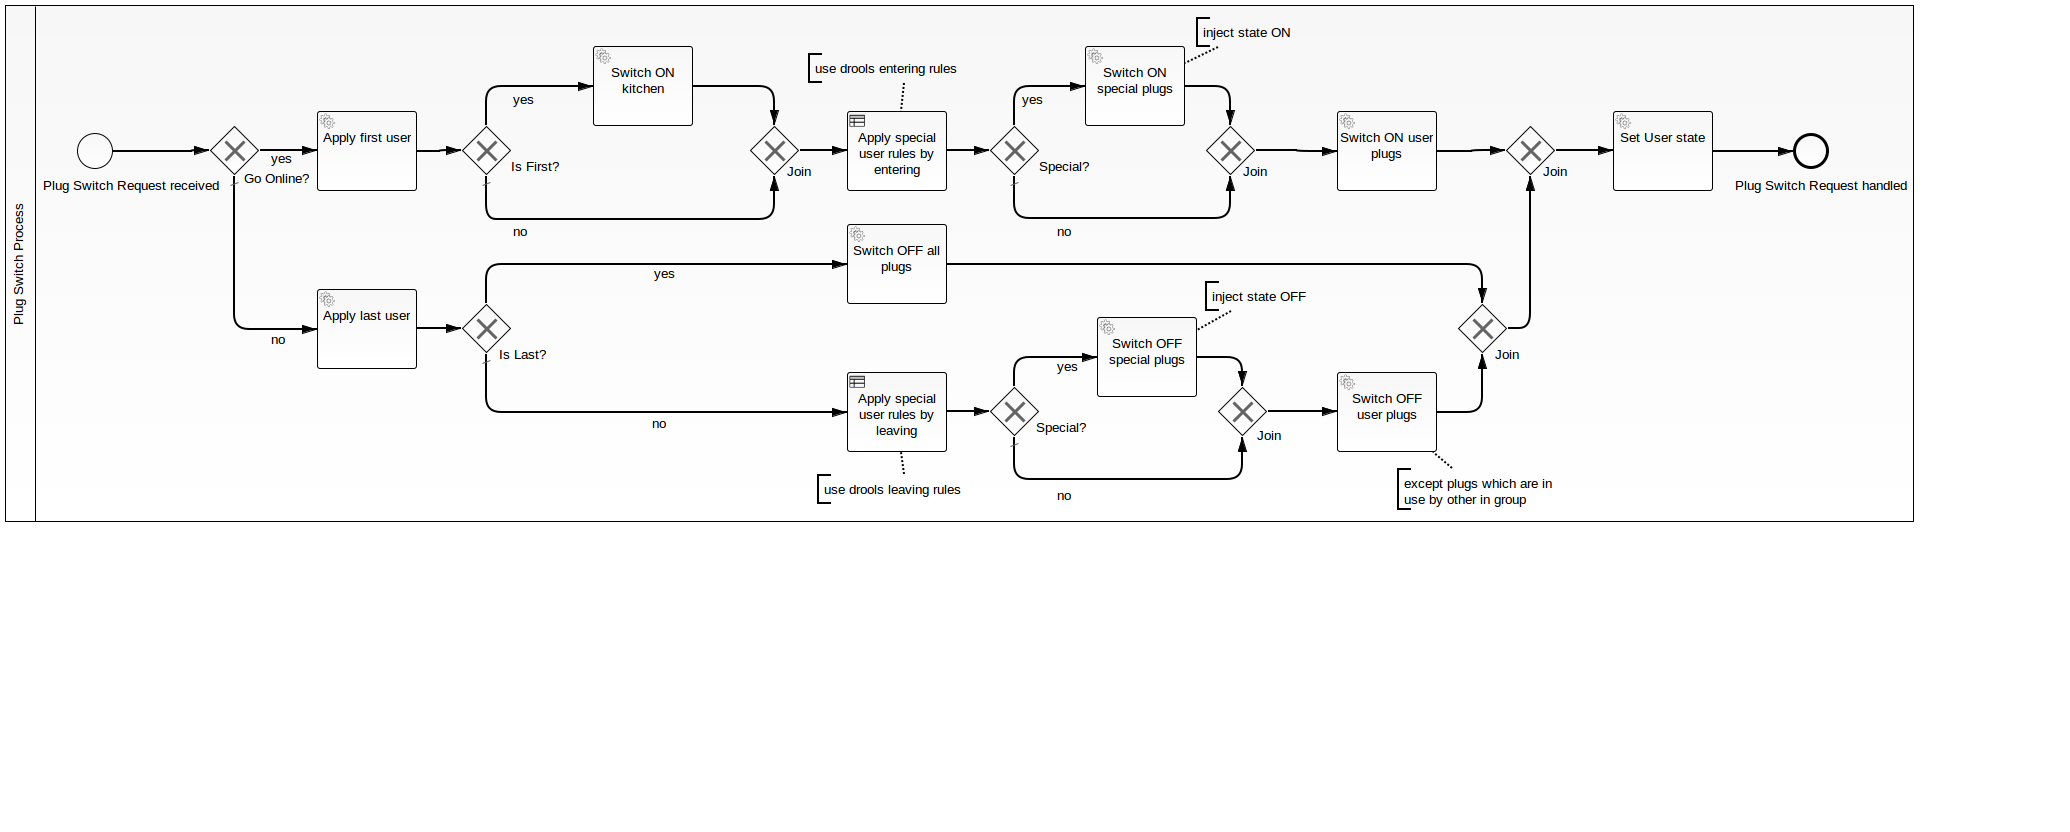 Plug Switch Process
Plug Switch Request received
Go Online?
yes
no
Apply first user
Is First?
yes
no
Switch ON
kitchen
Join
use drools entering rules
Apply special
user rules by
entering
Special?
yes
no
inject state ON
Switch ON
special plugs
Join
Switch ON user
plugs
Join
Set User state
Plug Switch Request handled
Apply last user
Is Last?
yes
no
Switch OFF all
plugs
Apply special
user rules by
leaving
use drools leaving rules
Special?
yes
no
inject state OFF
Switch OFF
special plugs
Join
Switch OFF
user plugs
except plugs which are in
use by other in group
Join